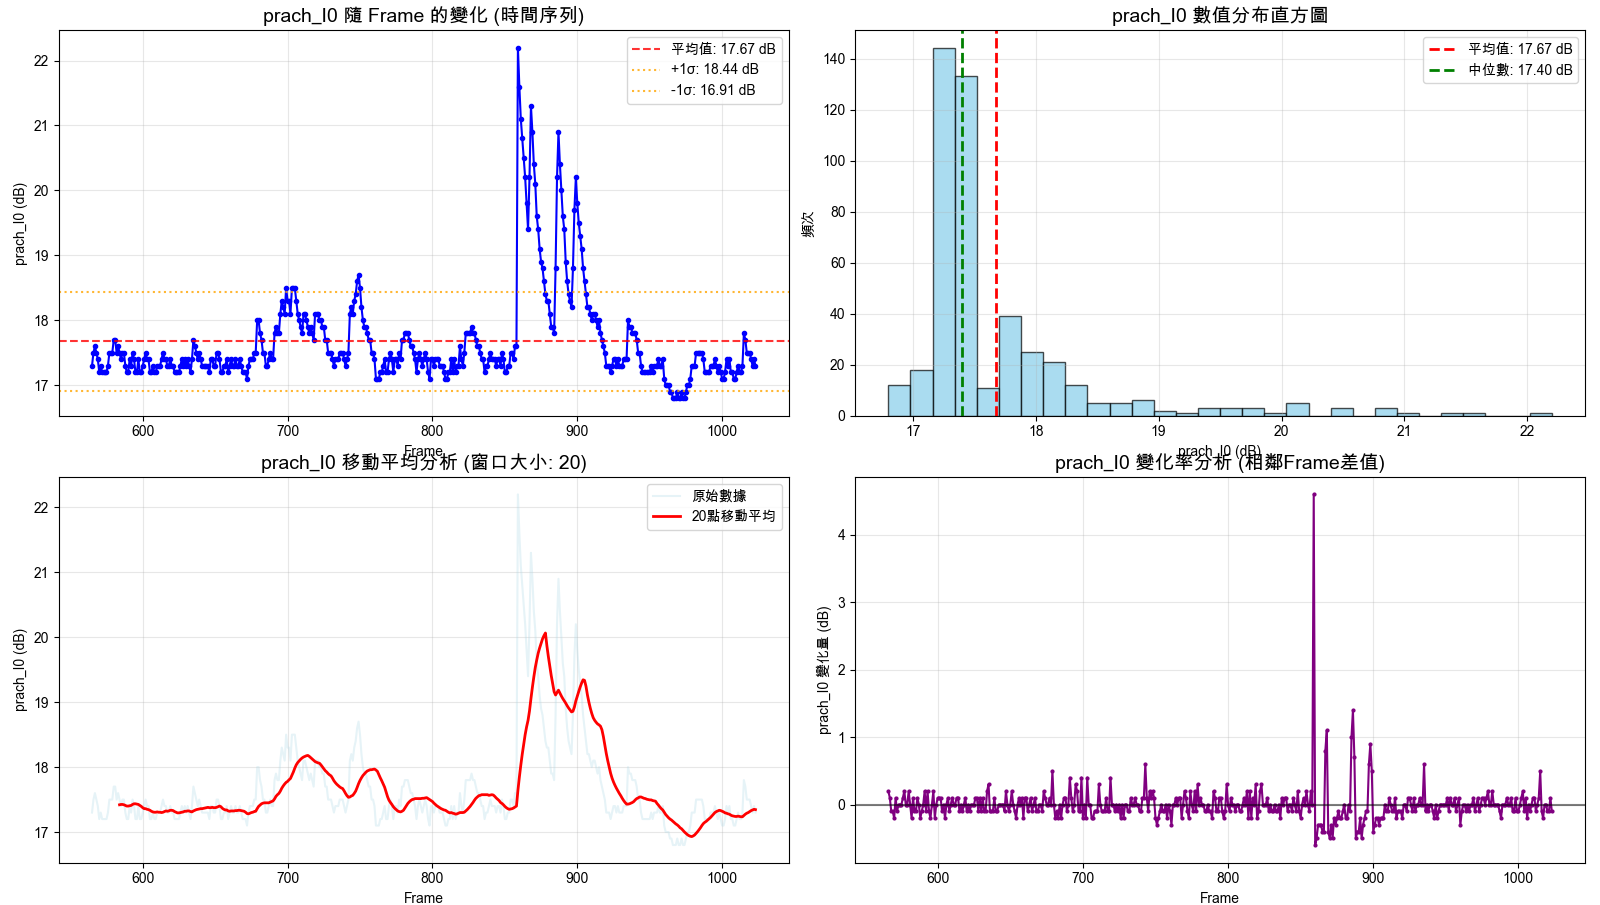 prach_I0 隨 Frame 的變化 (時間序列)
prach_I0 (dB)
22
21
20
19
18
17
平均值: 17.67 dB
+1σ: 18.44 dB
-1σ: 16.91 dB
600
700
800
900
1000
Frame
prach_I0 數值分布直方圖
頻次
140
120
100
80
60
40
20
0
平均值: 17.67 dB
中位數: 17.40 dB
17
18
19
20
21
22
prach_I0 (dB)
prach_I0 移動平均分析 (窗口大小: 20)
prach_I0 (dB)
22
21
20
19
18
17
原始數據
20點移動平均
600
700
800
900
1000
Frame
prach_I0 變化率分析 (相鄰Frame差值)
prach_I0 變化量 (dB)
4
3
2
1
0
600
700
800
900
1000
Frame